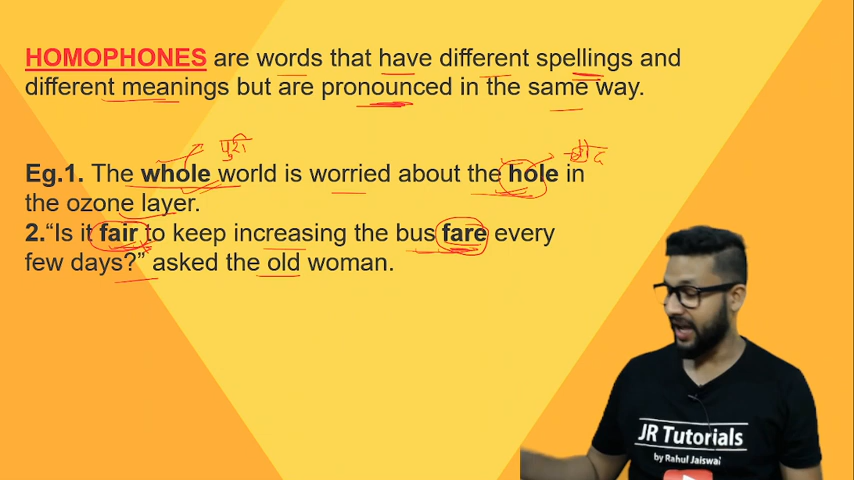 HOMOPHONES are words that have different spellings and
different meanings but are pronounced in the same way.
पुरी
Eg.1. The whole world is worried about the hole in
the ozone layer.
2.“Is it fair to keep increasing the bus fare every
few days?” asked the old woman.
JR Tutorials
by Rahul Jaiswal